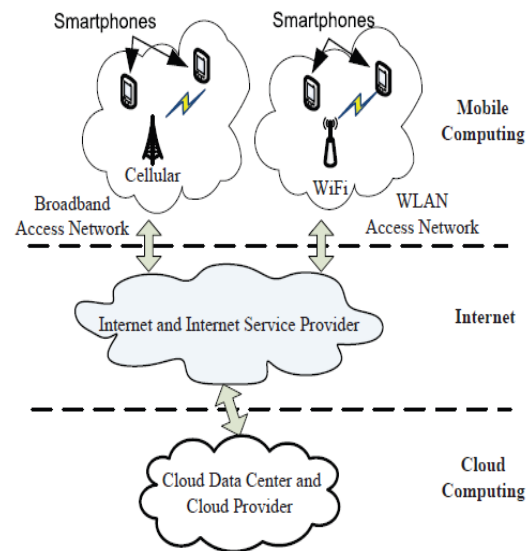 Smartphones
Smartphones
Mobile
Computing
Cellular
WiFi
Broadband
Access Network
WLAN
Access Network
Internet and Internet Service Provider
Internet
Cloud Data Center and
Cloud Provider
Cloud
Computing